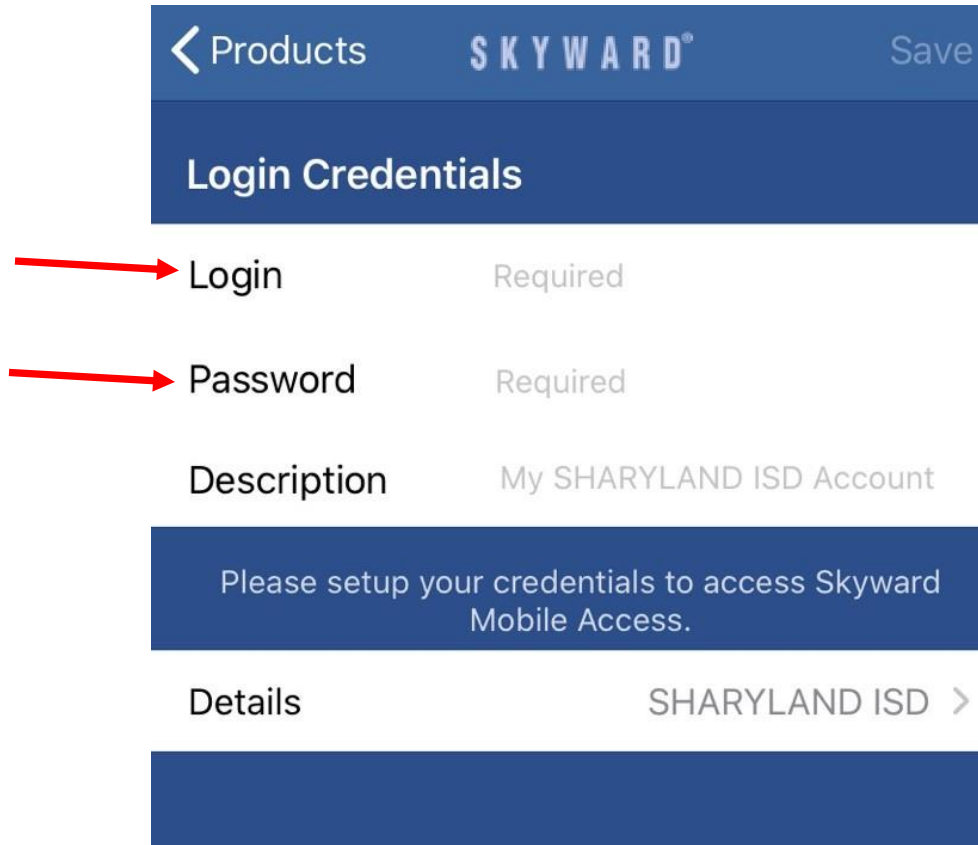 Products SKYWARD® Save
Login Credentials
Login Required
Password Required
Description My SHARYLAND ISD Account
Please setup your credentials to access Skyward
Mobile Access.
Details SHARYLAND ISD